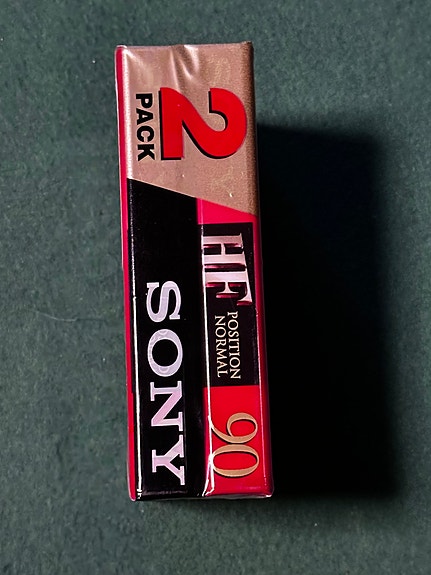 2
PACK
HF
POSITION
NORMAL
90
SONY